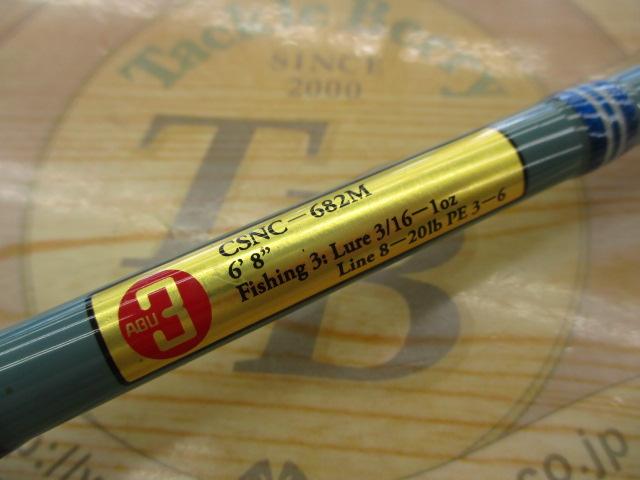 Tackle Berry
SINCE
2000
TB
CSNC-682M
6' 8"
Fishing 3: Lure 3/16-1oz
Line 8-20lb PE 3-6
ABU 3
co.jp